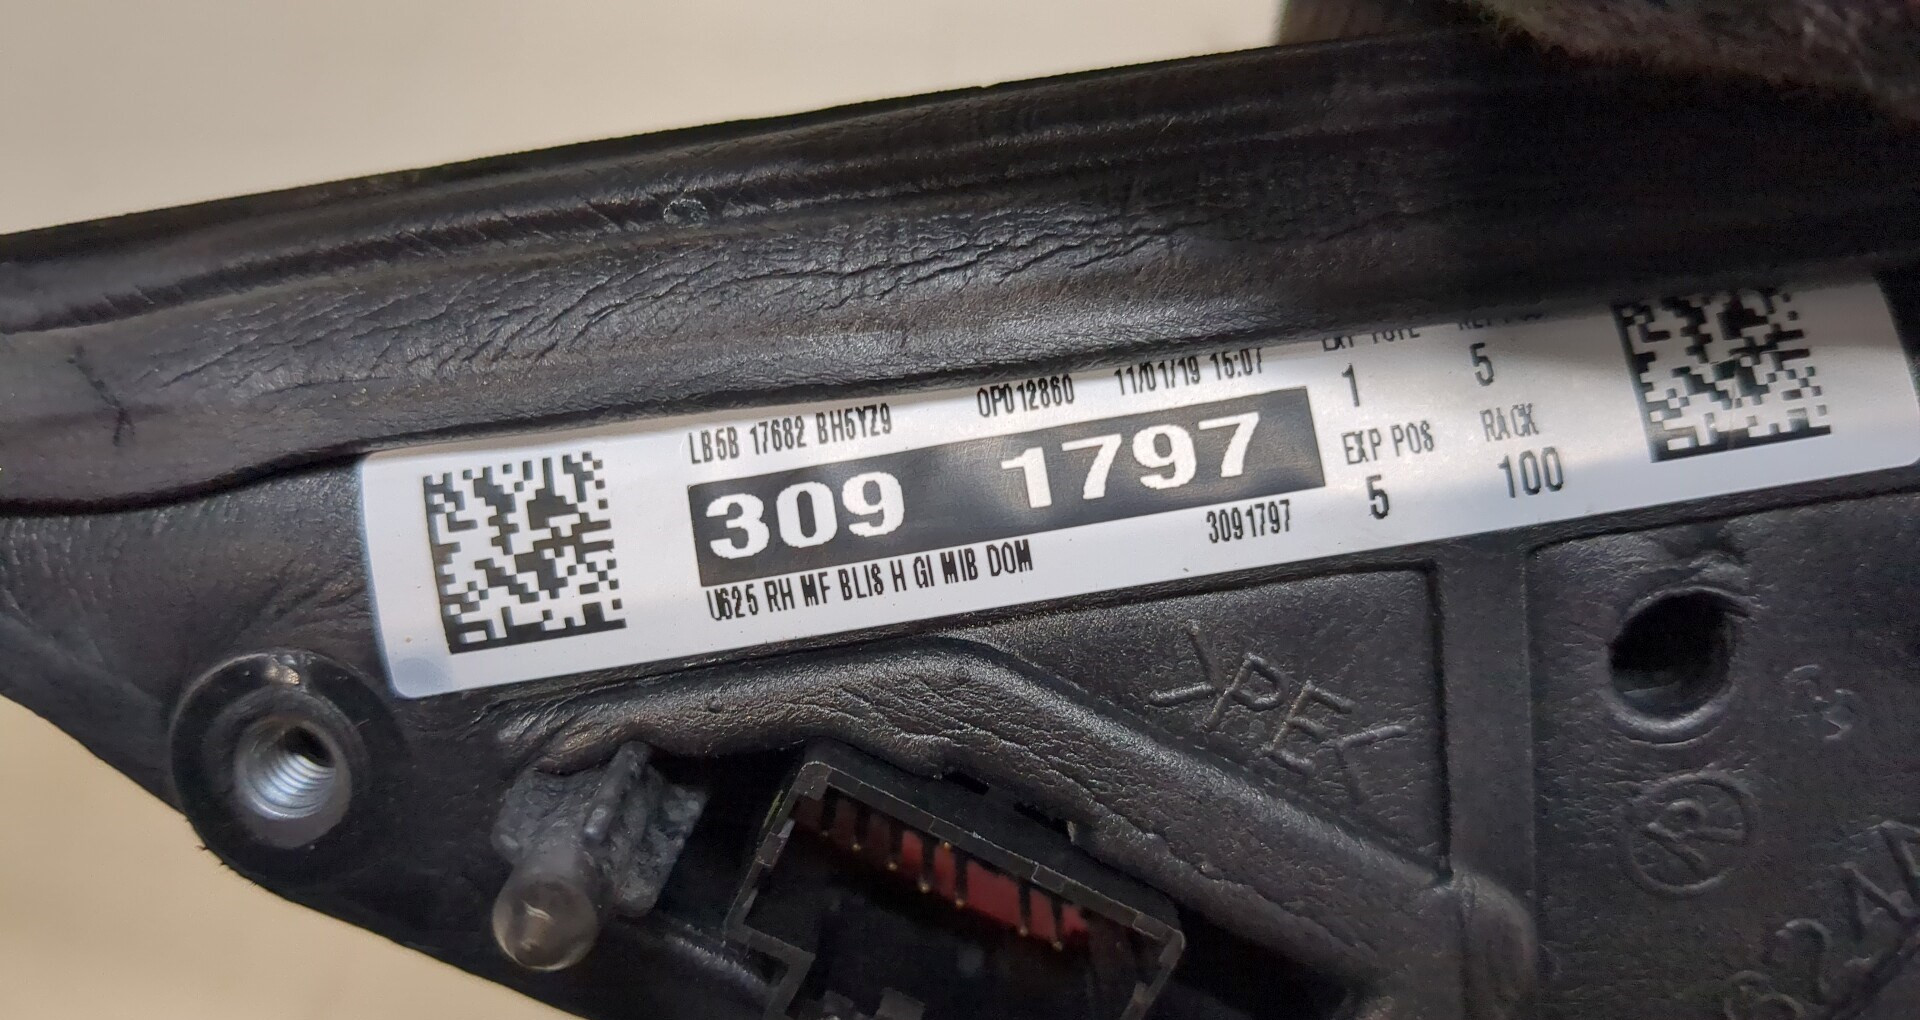 LB5B 17682 BH5YZ9 OP012860 11/01/19 15:07
309 1797
U625 RH MF BLIS H GI MIB DOM 3091797
1 5
EXP POS RACK
5 100
>PE<